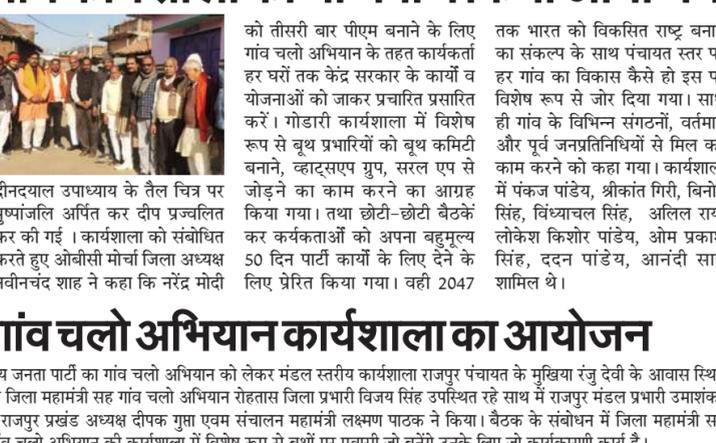 दीनदयाल उपाध्याय के तैल चित्र पर
पुष्पांजलि अर्पित कर दीप प्रज्वलित
कर की गई । कार्यशाला को संबोधित
करते हुए ओबीसी मोर्चा जिला अध्यक्ष
नवीनचंद शाह ने कहा कि नरेंद्र मोदी
को तीसरी बार पीएम बनाने के लिए
गांव चलो अभियान के तहत कार्यकर्ता
हर घरों तक केंद्र सरकार के कार्यो व
योजनाओं को जाकर प्रचारित प्रसारित
करें। गोडारी कार्यशाला में विशेष
रूप से बूथ प्रभारियों को बूथ कमिटी
बनाने, व्हाट्सएप ग्रुप, सरल एप से
जोड़ने का काम करने का आग्रह
किया गया। तथा छोटी-छोटी बैठकें
कर कर्यकताओं को अपना बहुमूल्य
50 दिन पार्टी कार्यो के लिए देने के
लिए प्रेरित किया गया। वही 2047
तक भारत को विकसित राष्ट्र बना
का संकल्प के साथ पंचायत स्तर प
हर गांव का विकास कैसे हो इस प
विशेष रूप से जोर दिया गया। सा
ही गांव के विभिन्न संगठनों, वर्तमा
और पूर्व जनप्रतिनिधियों से मिल क
काम करने को कहा गया। कार्यशाल
में पंकज पांडेय, श्रीकांत गिरी, बिनो
सिंह, विंध्याचल सिंह, अलिल राय
लोकेश किशोर पांडेय, ओम प्रका
सिंह, ददन पांडेय, आनंदी सा
शामिल थे।
गांव चलो अभियान कार्यशाला का आयोजन
य जनता पार्टी का गांव चलो अभियान को लेकर मंडल स्तरीय कार्यशाला राजपुर पंचायत के मुखिया रंजु देवी के आवास स्थि
जिला महामंत्री सह गांव चलो अभियान रोहतास जिला प्रभारी विजय सिंह उपस्थित रहे साथ में राजपुर मंडल प्रभारी उमाशंक
राजपुर प्रखंड अध्यक्ष दीपक गुप्ता एवम संचालन महामंत्री लक्ष्मण पाठक ने किया। बैठक के संबोधन में जिला महामंत्री स